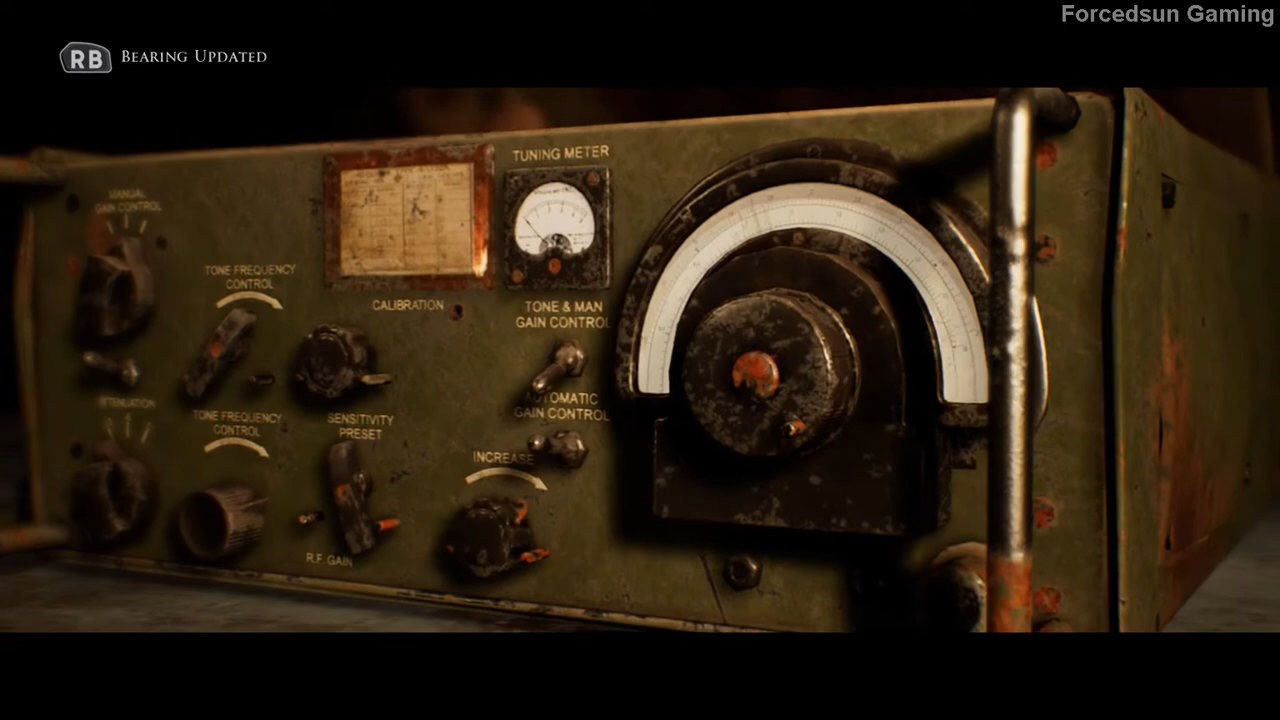 Forcedsun Gaming
RB BEARING UPDATED
TUNING METER
MANUAL
GAIN CONTROL
TONE FREQUENCY
CONTROL
CALIBRATION
TONE & MAN
GAIN CONTROL
ATTENUATION
AUTOMATIC
GAIN CONTROL
TONE FREQUENCY
CONTROL
SENSITIVITY
PRESET
INCREASE
R.F. GAIN